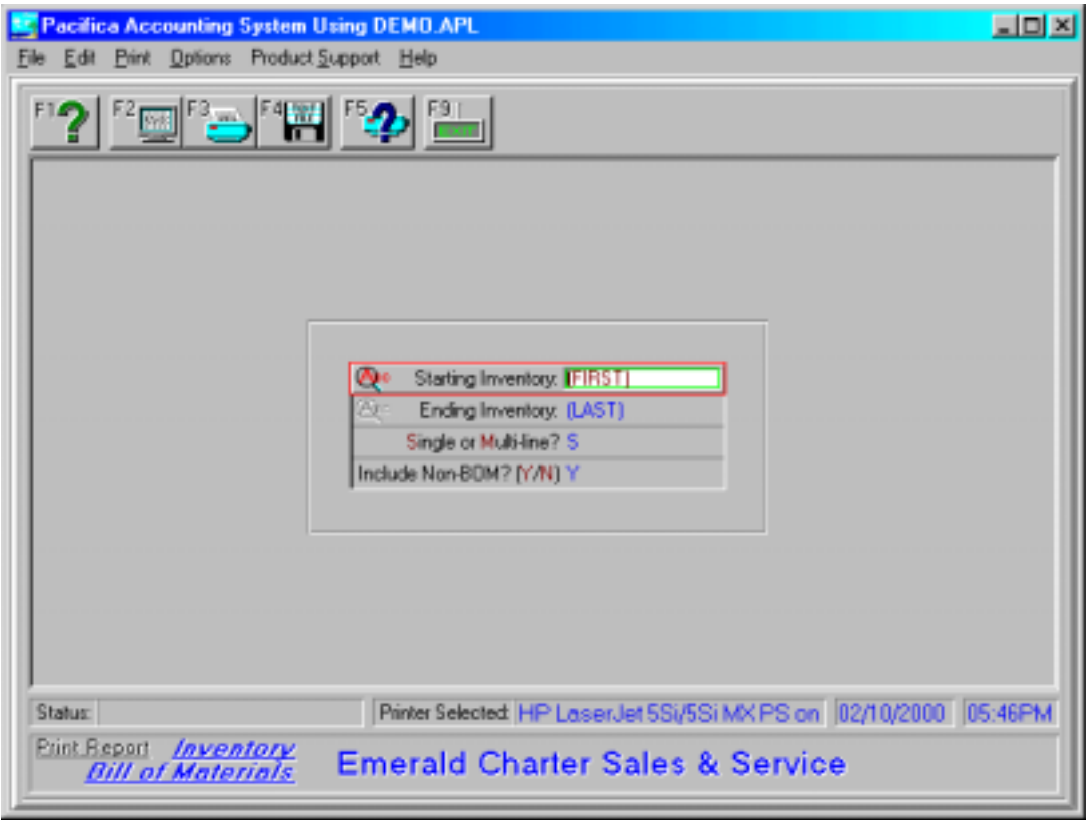 Pacifica Accounting System Using DEMO.APL
File Edit Print Options Product Support Help
F1 F2 F3 F4 F5 F9
EXIT
Starting Inventory: (FIRST)
Ending Inventory: (LAST)
Single or Multi-line? S
Include Non-BOM? (Y/N) Y
Status: Printer Selected: HP LaserJet 5Si/5Si MX PS on 02/10/2000 05:46PM
Print Report Inventory
Bill of Materials
Emerald Charter Sales & Service